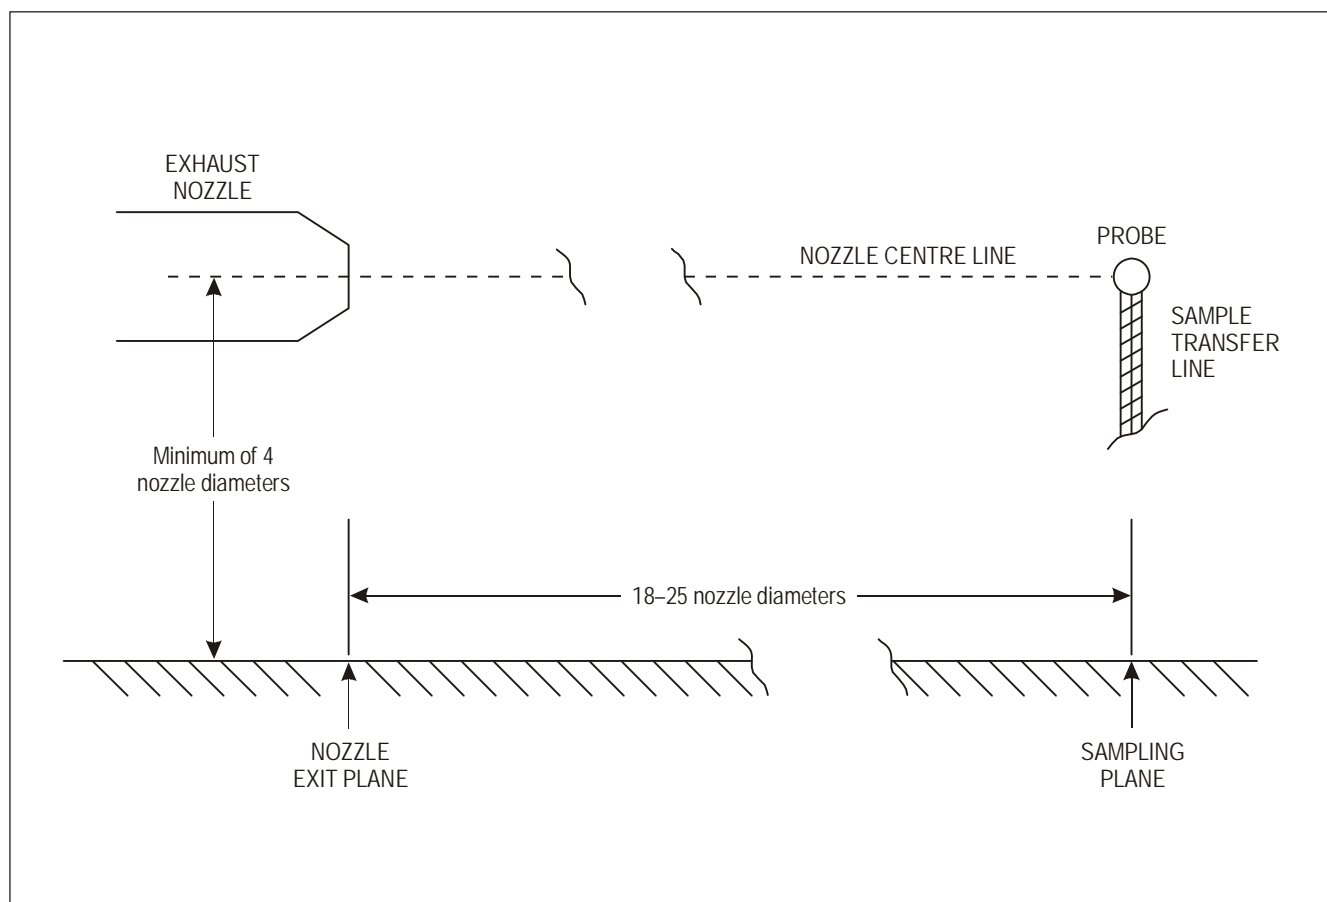 EXHAUST
NOZZLE
PROBE
NOZZLE CENTRE LINE
SAMPLE
TRANSFER
LINE
Minimum of 4
nozzle diameters
18–25 nozzle diameters
NOZZLE
EXIT PLANE
SAMPLING
PLANE